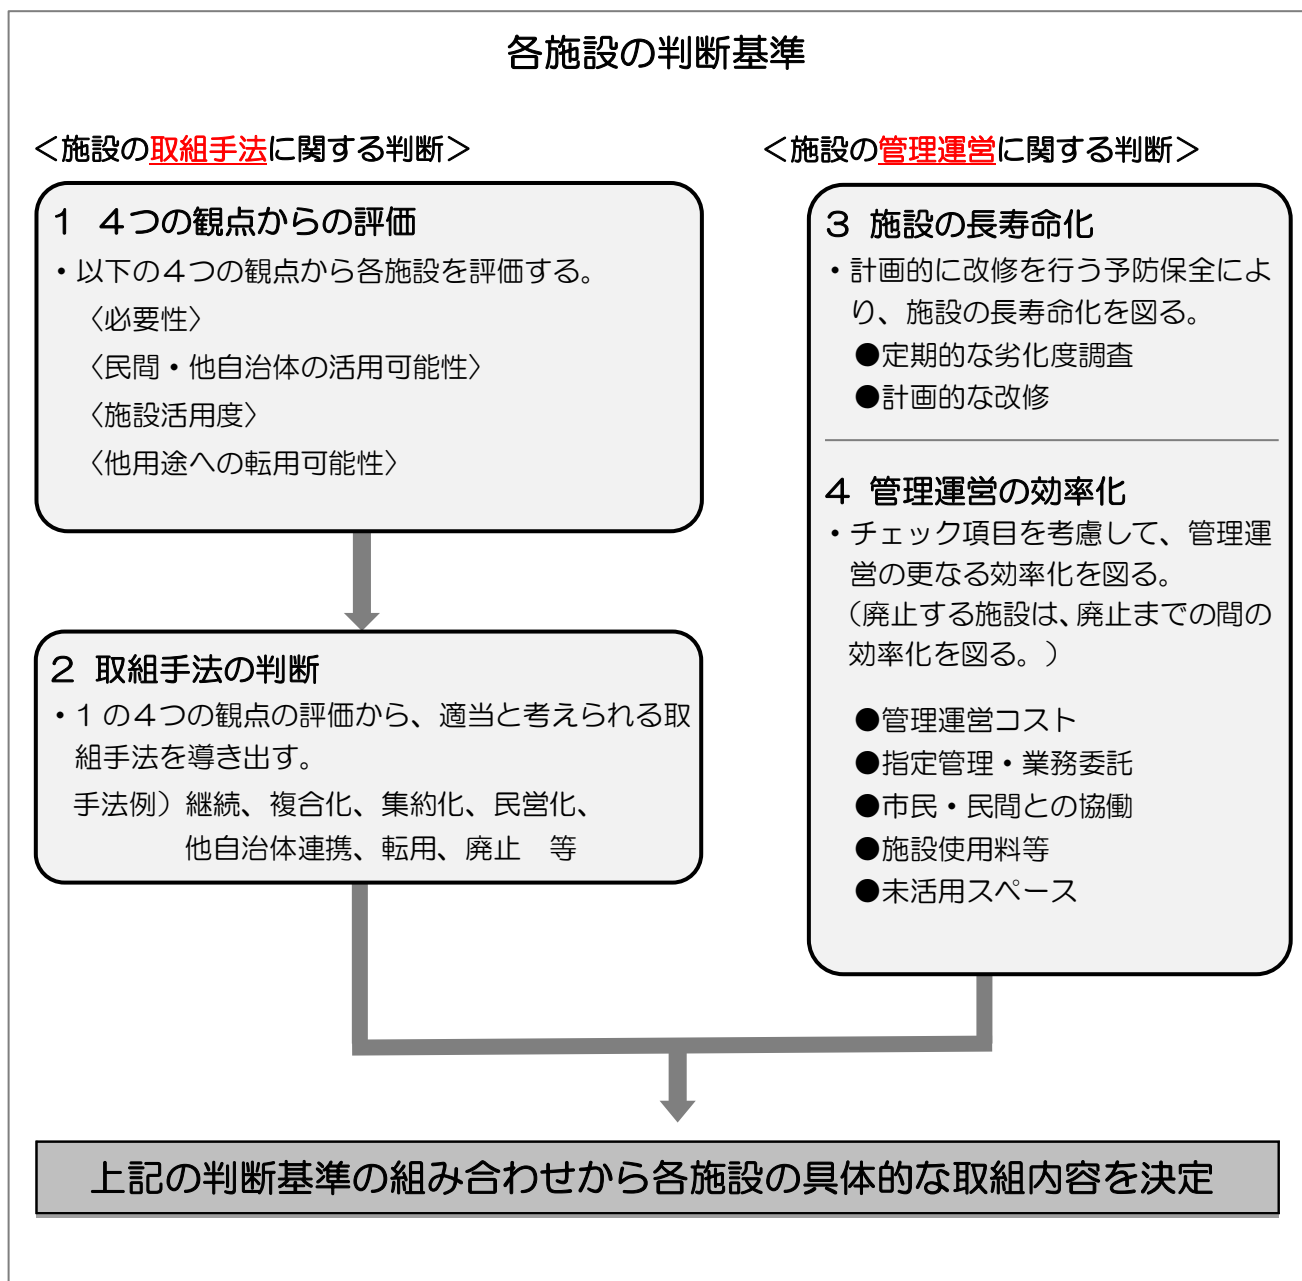 各施設の判断基準
＜施設の取組手法に関する判断＞
１ ４つの観点からの評価
・以下の４つの観点から各施設を評価する。
〈必要性〉
〈民間・他自治体の活用可能性〉
〈施設活用度〉
〈他用途への転用可能性〉
２ 取組手法の判断
・１の４つの観点の評価から、適当と考えられる取
組手法を導き出す。
手法例）継続、複合化、集約化、民営化、
他自治体連携、転用、廃止　等
＜施設の管理運営に関する判断＞
３ 施設の長寿命化
・計画的に改修を行う予防保全によ
り、施設の長寿命化を図る。
●定期的な劣化度調査
●計画的な改修
４ 管理運営の効率化
・チェック項目を考慮して、管理運
営の更なる効率化を図る。
（廃止する施設は、廃止までの間の
効率化を図る。）
●管理運営コスト
●指定管理・業務委託
●市民・民間との協働
●施設使用料等
●未活用スペース
上記の判断基準の組み合わせから各施設の具体的な取組内容を決定